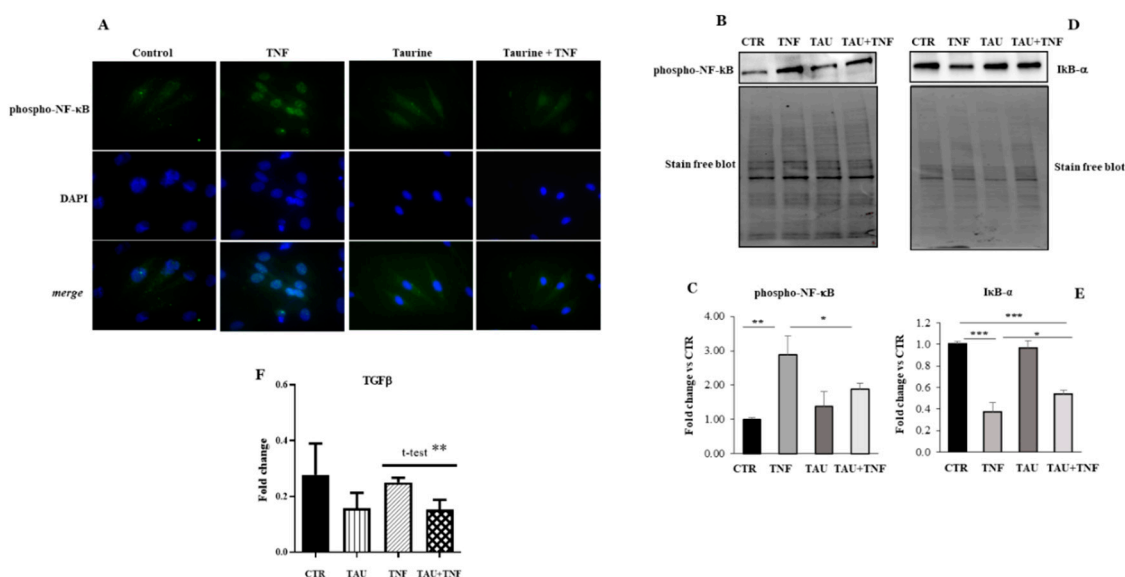 A
Control TNF Taurine Taurine + TNF
phospho-NF-κB
DAPI
merge
B
CTR TNF TAU TAU+TNF
phospho-NF-kB
Stain free blot
D
CTR TNF TAU TAU+TNF
IkB-α
Stain free blot
C
phospho-NF-κB
Fold change vs CTR
4.00
3.00
2.00
1.00
0.00
** *
CTR TNF TAU TAU+TNF
IκB-α
E
Fold change vs CTR
1.2
1.0
0.8
0.6
0.4
0.2
0.0
***
*** *
CTR TNF TAU TAU+TNF
F
TGFβ
Fold change
0.6
0.4
0.2
0.0
t-test **
CTR TAU TNF TAU+TNF